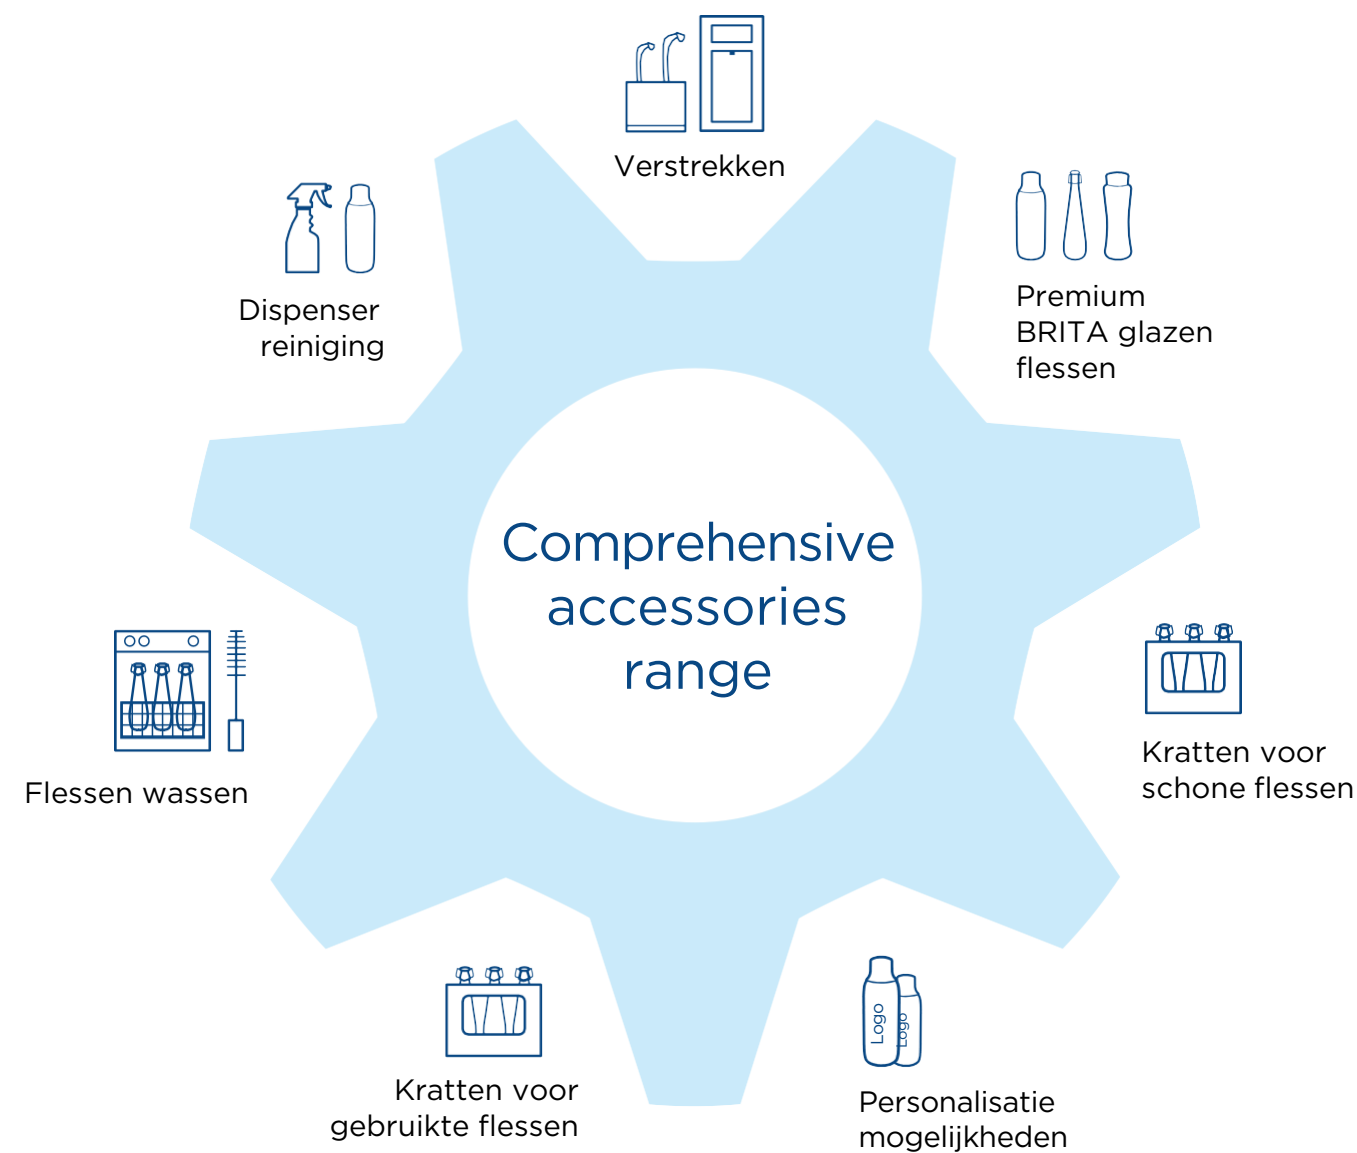 Verstrekken
Premium
BRITA glazen
flessen
Kratten voor
schone flessen
Logo
Logo
Personalisatie
mogelijkheden
Kratten voor
gebruikte flessen
Flessen wassen
Dispenser
reiniging
Comprehensive
accessories
range